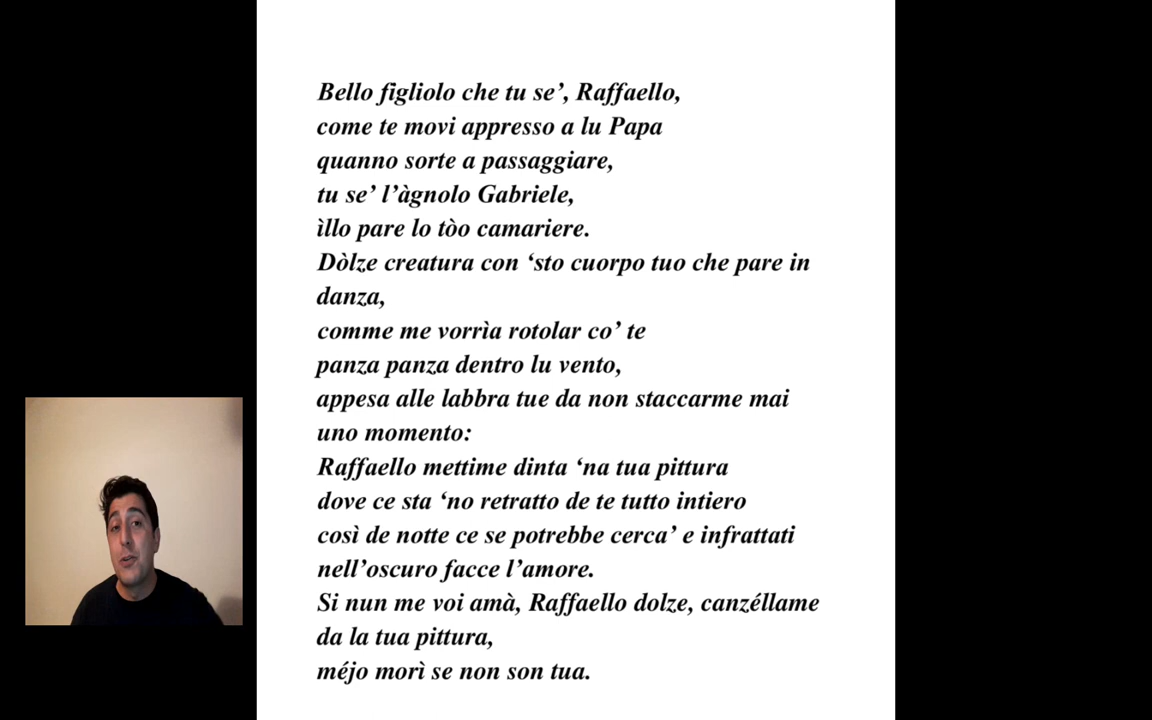 Bello figliolo che tu se’, Raffaello,
come te movi appresso a lu Papa
quanno sorte a passaggiare,
tu se’ l’àgnolo Gabriele,
ìllo pare lo tòo camariere.
Dòlze creatura con ‘sto cuorpo tuo che pare in
danza,
comme me vorrìa rotolar co’ te
panza panza dentro lu vento,
appesa alle labbra tue da non staccarme mai
uno momento:
Raffaello mettime dinta ‘na tua pittura
dove ce sta ‘no retratto de te tutto intiero
così de notte ce se potrebbe cerca’ e infrattati
nell’oscuro facce l’amore.
Si nun me voi amà, Raffaello dolze, canzéllame
da la tua pittura,
méjo morì se non son tua.